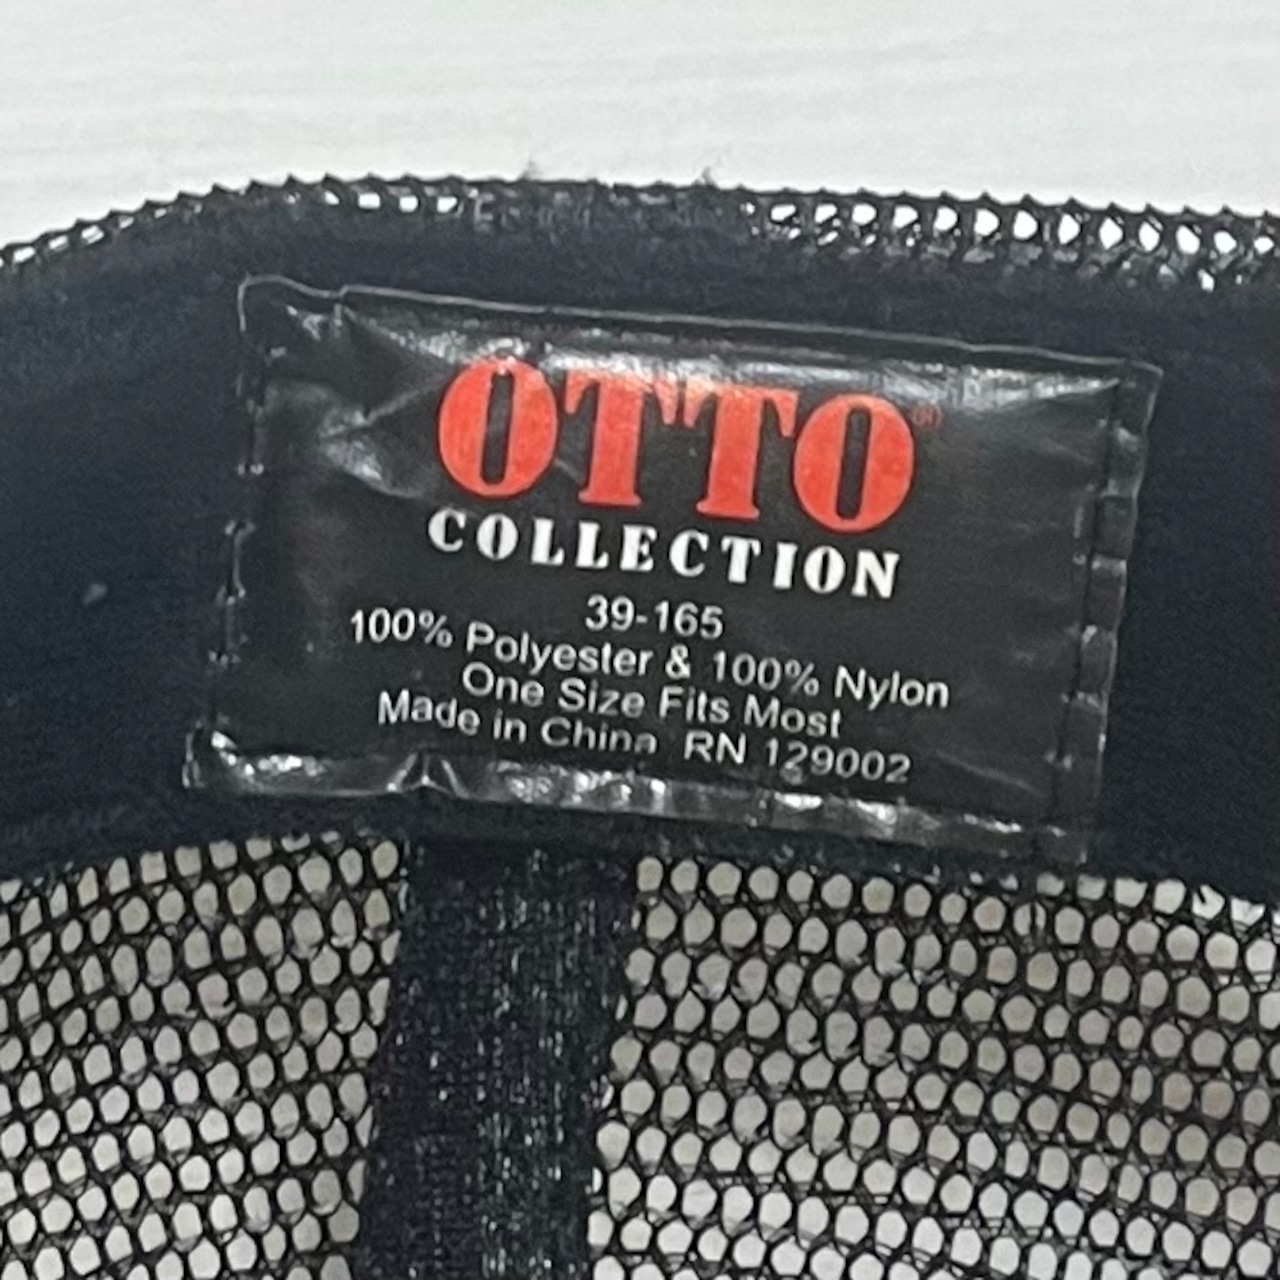 OTTO®
COLLECTION
39-165
100% Polyester & 100% Nylon
One Size Fits Most
Made in China RN 129002